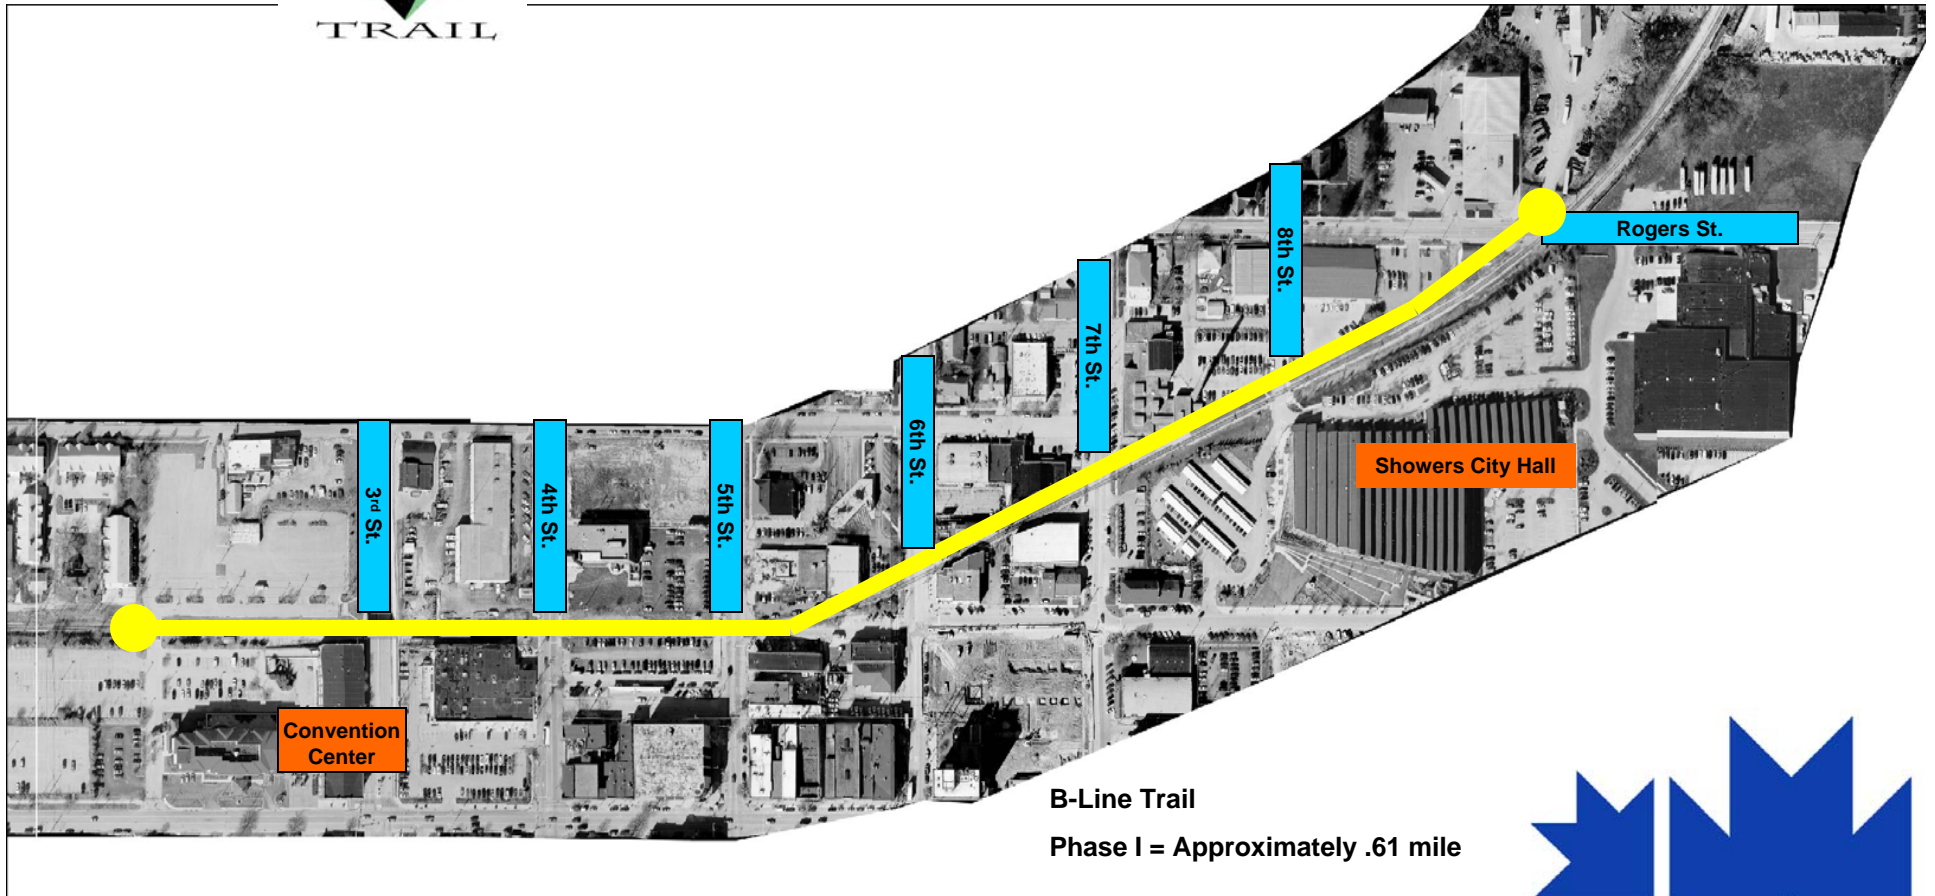 TRAIL
Rogers St.
8th St.
7th St.
6th St.
5th St.
4th St.
3rd St.
Showers City Hall
Convention
Center
B-Line Trail
Phase I = Approximately .61 mile